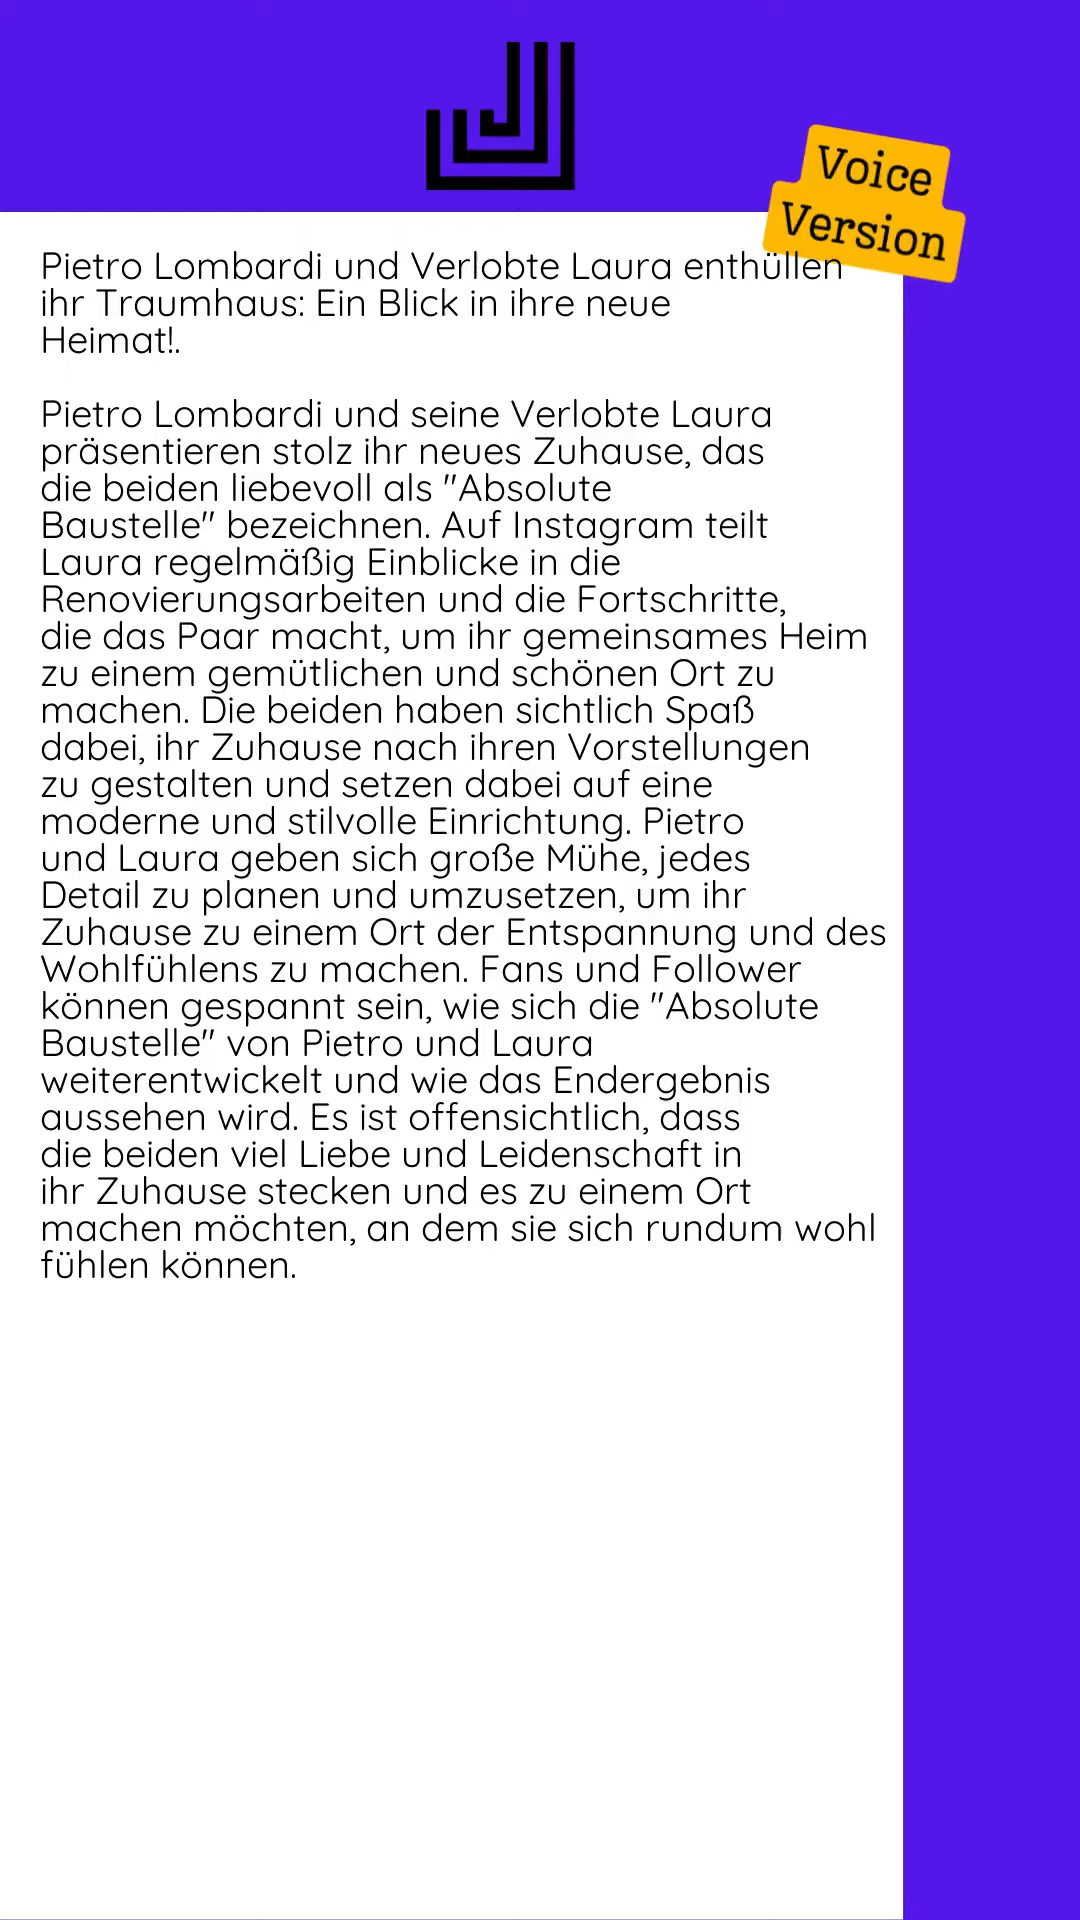 Voice
Version
Pietro Lombardi und Verlobte Laura enthüllen
ihr Traumhaus: Ein Blick in ihre neue
Heimat!.
Pietro Lombardi und seine Verlobte Laura
präsentieren stolz ihr neues Zuhause, das
die beiden liebevoll als "Absolute
Baustelle" bezeichnen. Auf Instagram teilt
Laura regelmäßig Einblicke in die
Renovierungsarbeiten und die Fortschritte,
die das Paar macht, um ihr gemeinsames Heim
zu einem gemütlichen und schönen Ort zu
machen. Die beiden haben sichtlich Spaß
dabei, ihr Zuhause nach ihren Vorstellungen
zu gestalten und setzen dabei auf eine
moderne und stilvolle Einrichtung. Pietro
und Laura geben sich große Mühe, jedes
Detail zu planen und umzusetzen, um ihr
Zuhause zu einem Ort der Entspannung und des
Wohlfühlens zu machen. Fans und Follower
können gespannt sein, wie sich die "Absolute
Baustelle" von Pietro und Laura
weiterentwickelt und wie das Endergebnis
aussehen wird. Es ist offensichtlich, dass
die beiden viel Liebe und Leidenschaft in
ihr Zuhause stecken und es zu einem Ort
machen möchten, an dem sie sich rundum wohl
fühlen können.